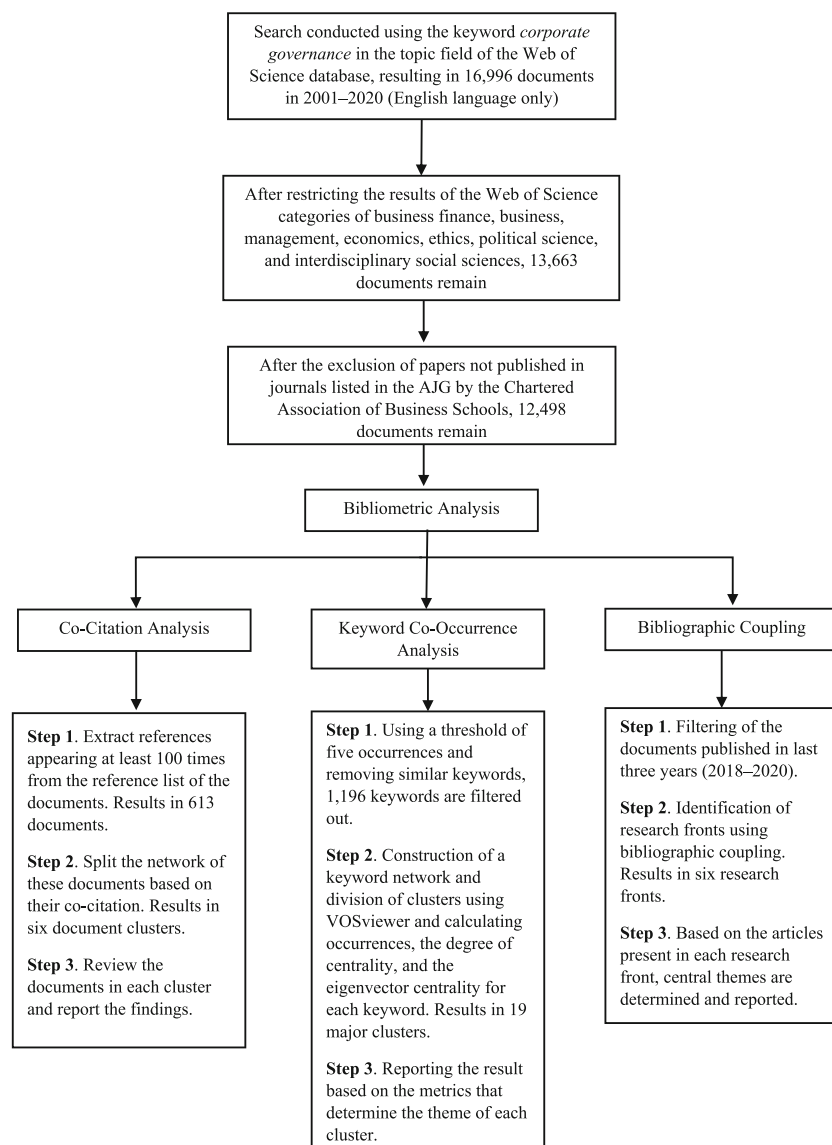 Search conducted using the keyword corporate
governance in the topic field of the Web of
Science database, resulting in 16,996 documents
in 2001–2020 (English language only)
After restricting the results of the Web of Science
categories of business finance, business,
management, economics, ethics, political science,
and interdisciplinary social sciences, 13,663
documents remain
After the exclusion of papers not published in
journals listed in the AJG by the Chartered
Association of Business Schools, 12,498
documents remain
Bibliometric Analysis
Co-Citation Analysis
Step 1. Extract references
appearing at least 100 times
from the reference list of the
documents. Results in 613
documents.
Step 2. Split the network of
these documents based on
their co-citation. Results in
six document clusters.
Step 3. Review the
documents in each cluster
and report the findings.
Keyword Co-Occurrence
Analysis
Step 1. Using a threshold of
five occurrences and
removing similar keywords,
1,196 keywords are filtered
out.
Step 2. Construction of a
keyword network and
division of clusters using
VOSviewer and calculating
occurrences, the degree of
centrality, and the
eigenvector centrality for
each keyword. Results in 19
major clusters.
Step 3. Reporting the result
based on the metrics that
determine the theme of each
cluster.
Bibliographic Coupling
Step 1. Filtering of the
documents published in last
three years (2018–2020).
Step 2. Identification of
research fronts using
bibliographic coupling.
Results in six research
fronts.
Step 3. Based on the articles
present in each research
front, central themes are
determined and reported.